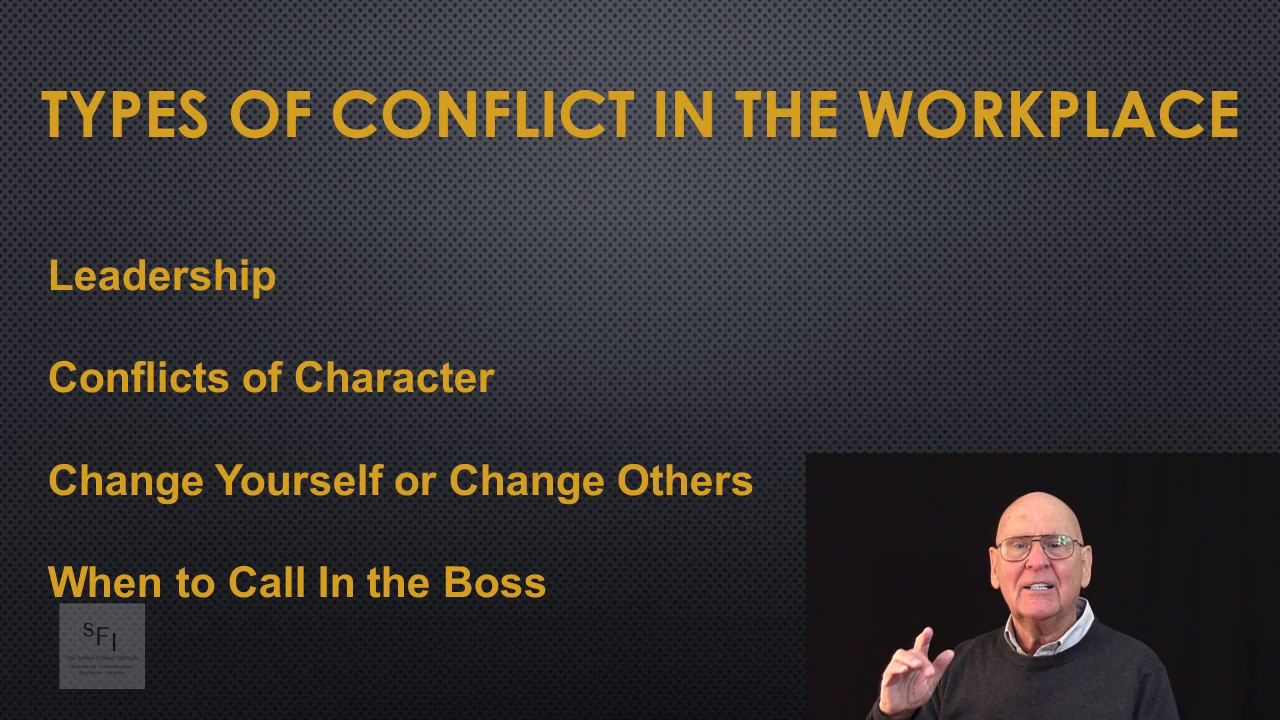 TYPES OF CONFLICT IN THE WORKPLACE
Leadership
Conflicts of Character
Change Yourself or Change Others
When to Call In the Boss
SFI